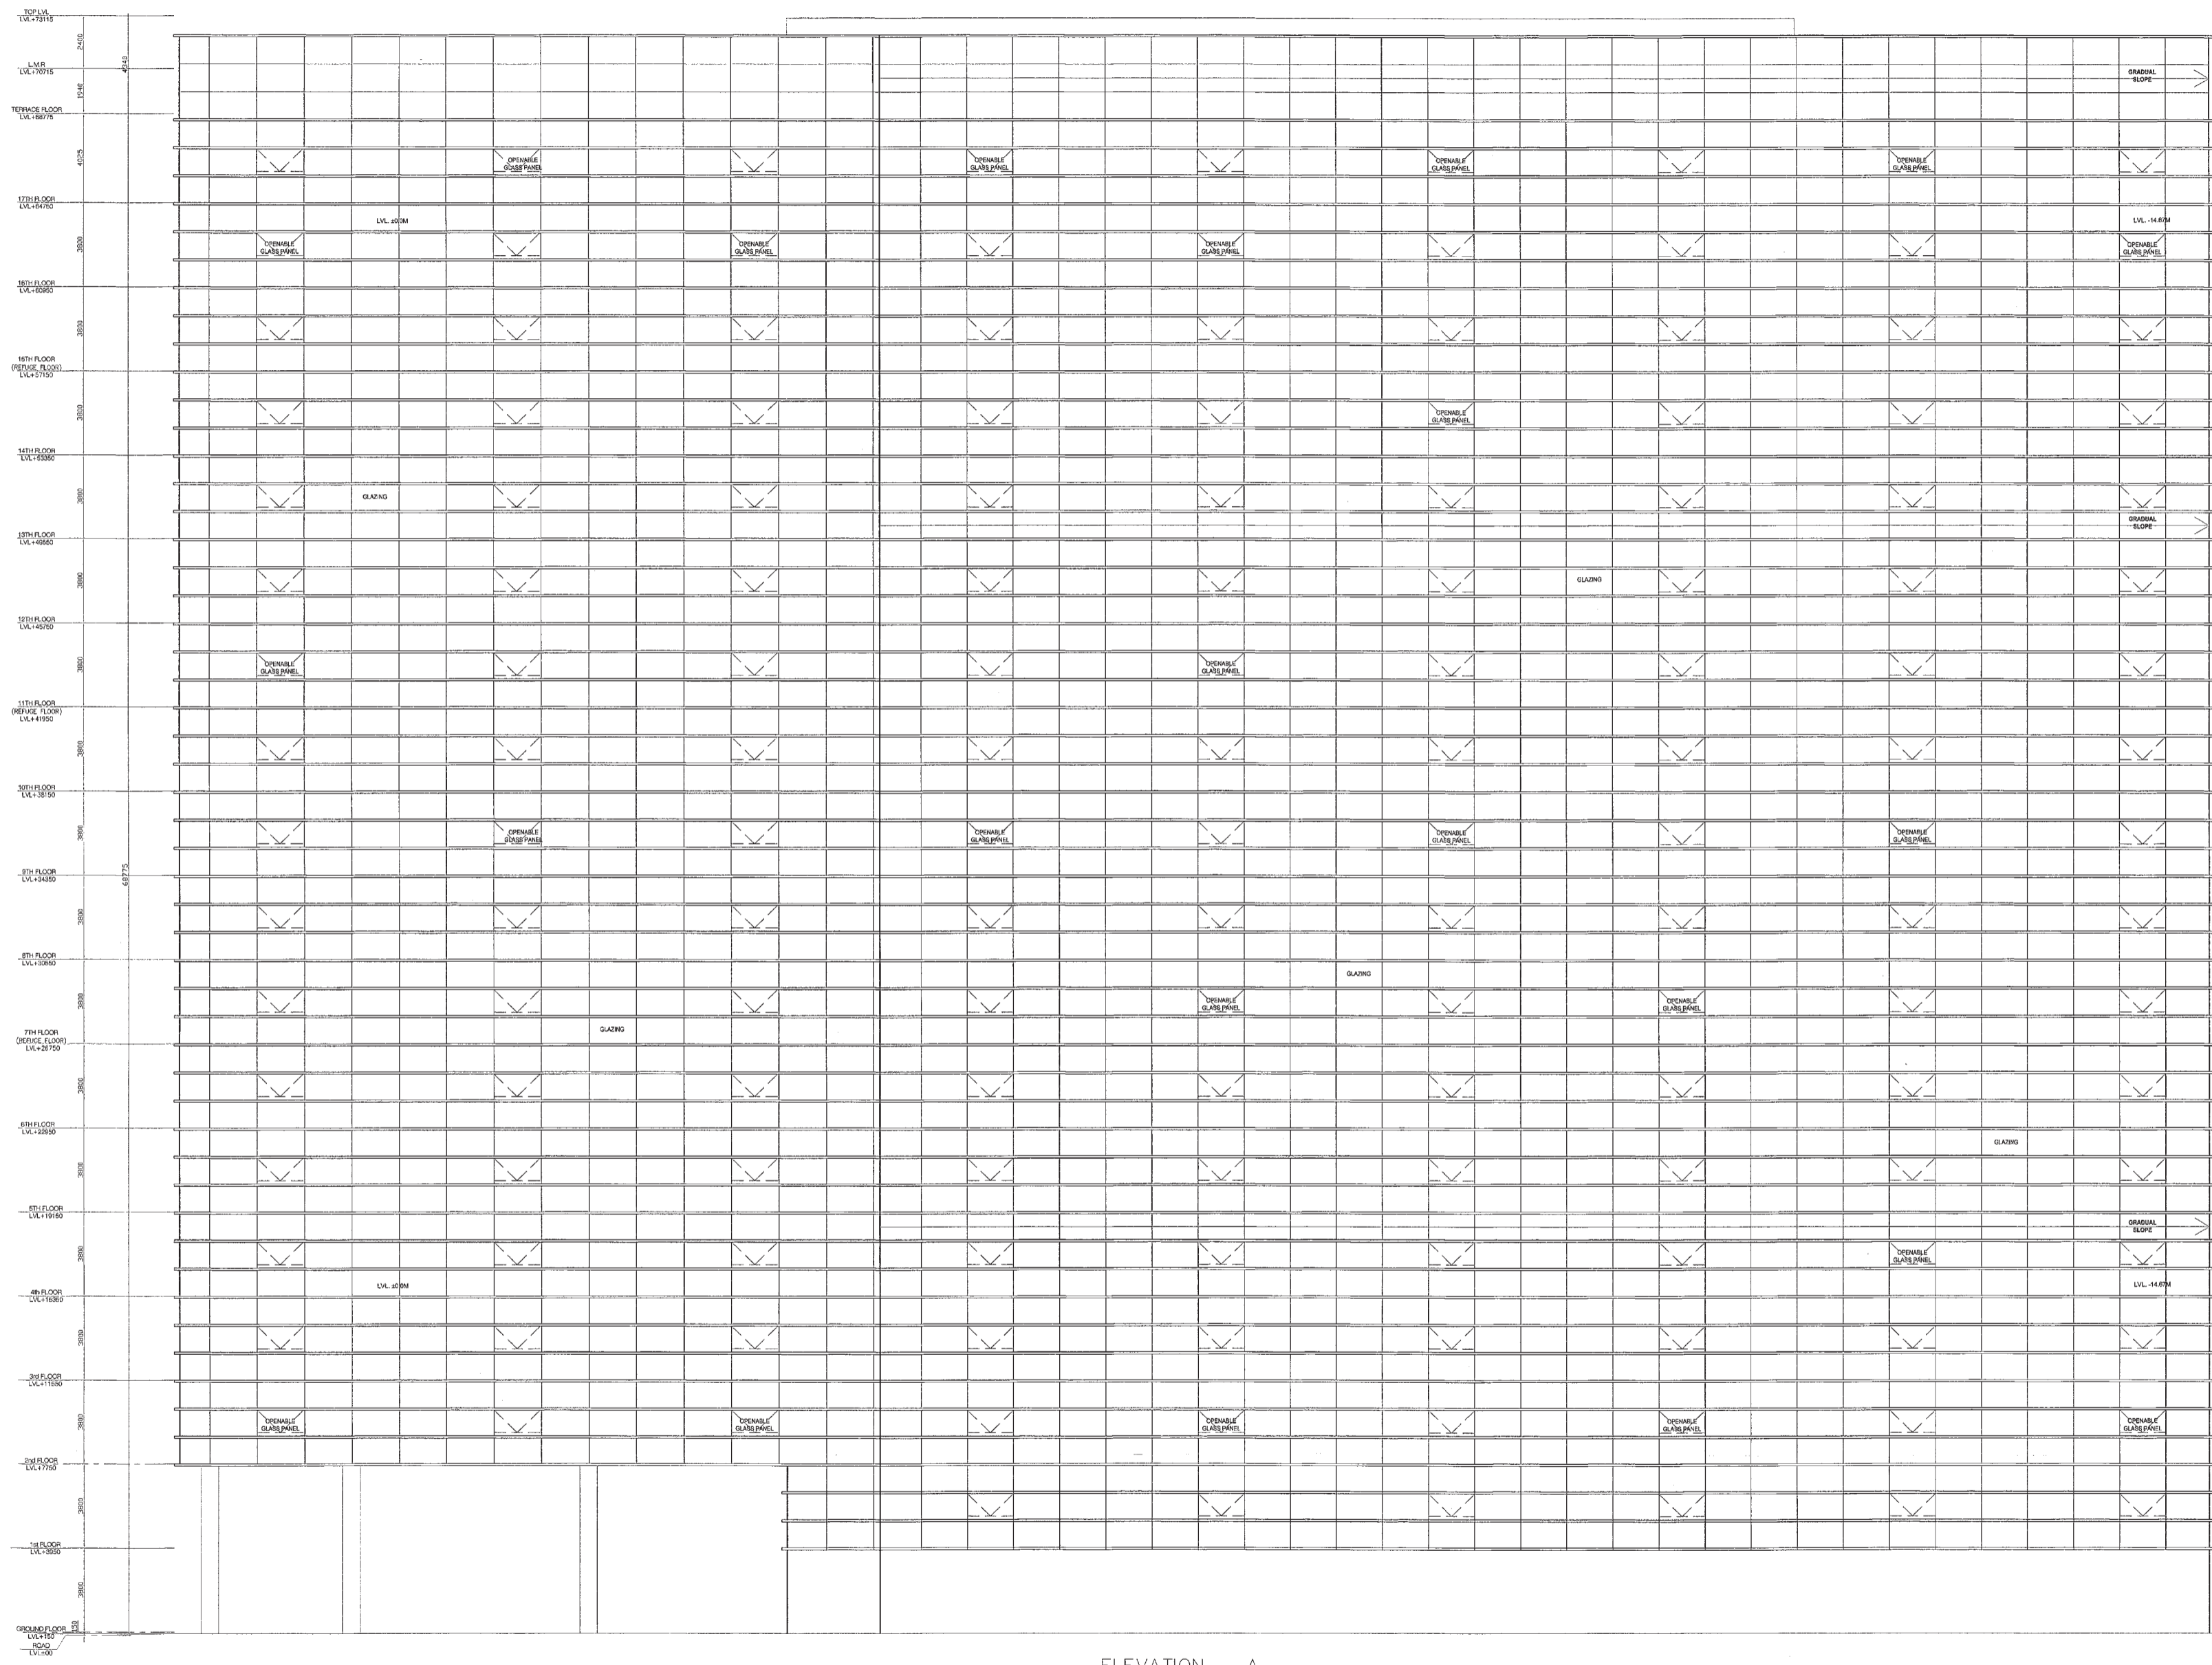 TOP LVL
LVL+73115
2400
4340
L.M.R
LVL+70715
GRADUAL
SLOPE
1940
TERRACE FLOOR
LVL+68775
4025
OPENABLE
GLASS PANEL
OPENABLE
GLASS PANEL
OPENABLE
GLASS PANEL
OPENABLE
GLASS PANEL
17TH FLOOR
LVL+64750
LVL. ±0.0M
LVL. -14.67M
3800
OPENABLE
GLASS PANEL
OPENABLE
GLASS PANEL
OPENABLE
GLASS PANEL
OPENABLE
GLASS PANEL
16TH FLOOR
LVL+60950
3800
15TH FLOOR
(REFUGE FLOOR)
LVL+57150
3800
OPENABLE
GLASS PANEL
14TH FLOOR
LVL+53350
3800
GLAZING
GRADUAL
SLOPE
13TH FLOOR
LVL+49550
3800
GLAZING
12TH FLOOR
LVL+45750
3800
OPENABLE
GLASS PANEL
OPENABLE
GLASS PANEL
11TH FLOOR
(REFUGE FLOOR)
LVL+41950
3800
10TH FLOOR
LVL+38150
3800
OPENABLE
GLASS PANEL
OPENABLE
GLASS PANEL
OPENABLE
GLASS PANEL
OPENABLE
GLASS PANEL
68775
9TH FLOOR
LVL+34350
3800
8TH FLOOR
LVL+30550
GLAZING
3800
OPENABLE
GLASS PANEL
OPENABLE
GLASS PANEL
GLAZING
7TH FLOOR
(REFUGE FLOOR)
LVL+26750
3800
6TH FLOOR
LVL+22950
GLAZING
3800
5TH FLOOR
LVL+19150
GRADUAL
SLOPE
3800
OPENABLE
GLASS PANEL
LVL. ±0.0M
LVL. -14.67M
4th FLOOR
LVL+15350
3800
3rd FLOOR
LVL+11550
3800
OPENABLE
GLASS PANEL
OPENABLE
GLASS PANEL
OPENABLE
GLASS PANEL
OPENABLE
GLASS PANEL
OPENABLE
GLASS PANEL
2nd FLOOR
LVL+7750
3800
1st FLOOR
LVL+3950
3800
150
GROUND FLOOR
LVL+150
ROAD
LVL±00
ELEVATION A